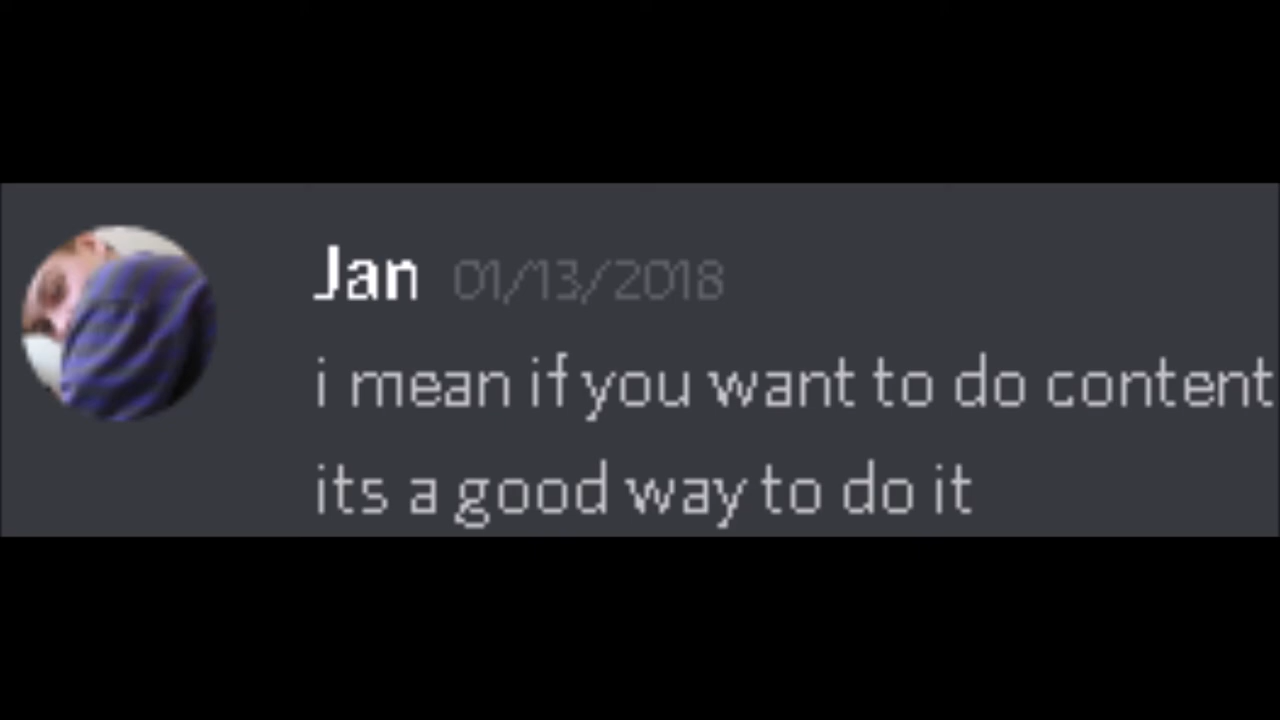 Jan 01/13/2018
i mean if you want to do content
its a good way to do it